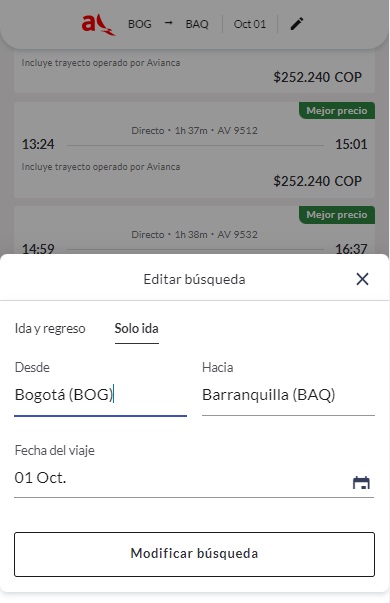 BOG → BAQ Oct 01
Incluye trayecto operado por Avianca
$252.240 COP
Mejor precio
Directo • 1h 37m • AV 9512
13:24 15:01
Incluye trayecto operado por Avianca
$252.240 COP
Mejor precio
Directo • 1h 38m • AV 9532
14:59 16:37
Editar búsqueda
Ida y regreso Solo ida
Desde Hacia
Bogotá (BOG) Barranquilla (BAQ)
Fecha del viaje
01 Oct.
Modificar búsqueda